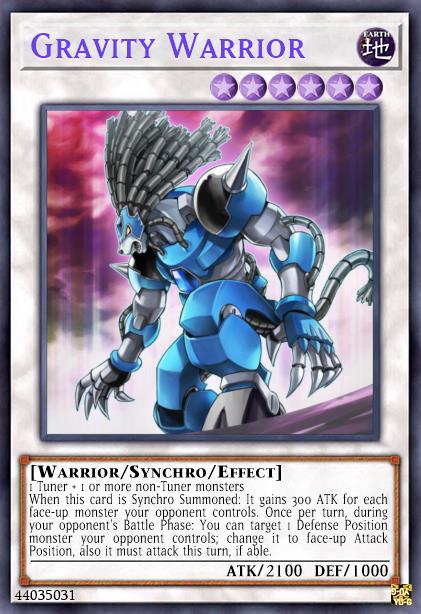 GRAVITY WARRIOR
EARTH
地
[WARRIOR/SYNCHRO/EFFECT]
1 Tuner + 1 or more non-Tuner monsters
When this card is Synchro Summoned: It gains 300 ATK for each
face-up monster your opponent controls. Once per turn, during
your opponent's Battle Phase: You can target 1 Defense Position
monster your opponent controls; change it to face-up Attack
Position, also it must attack this turn, if able.
ATK/2100 DEF/1000
44035031